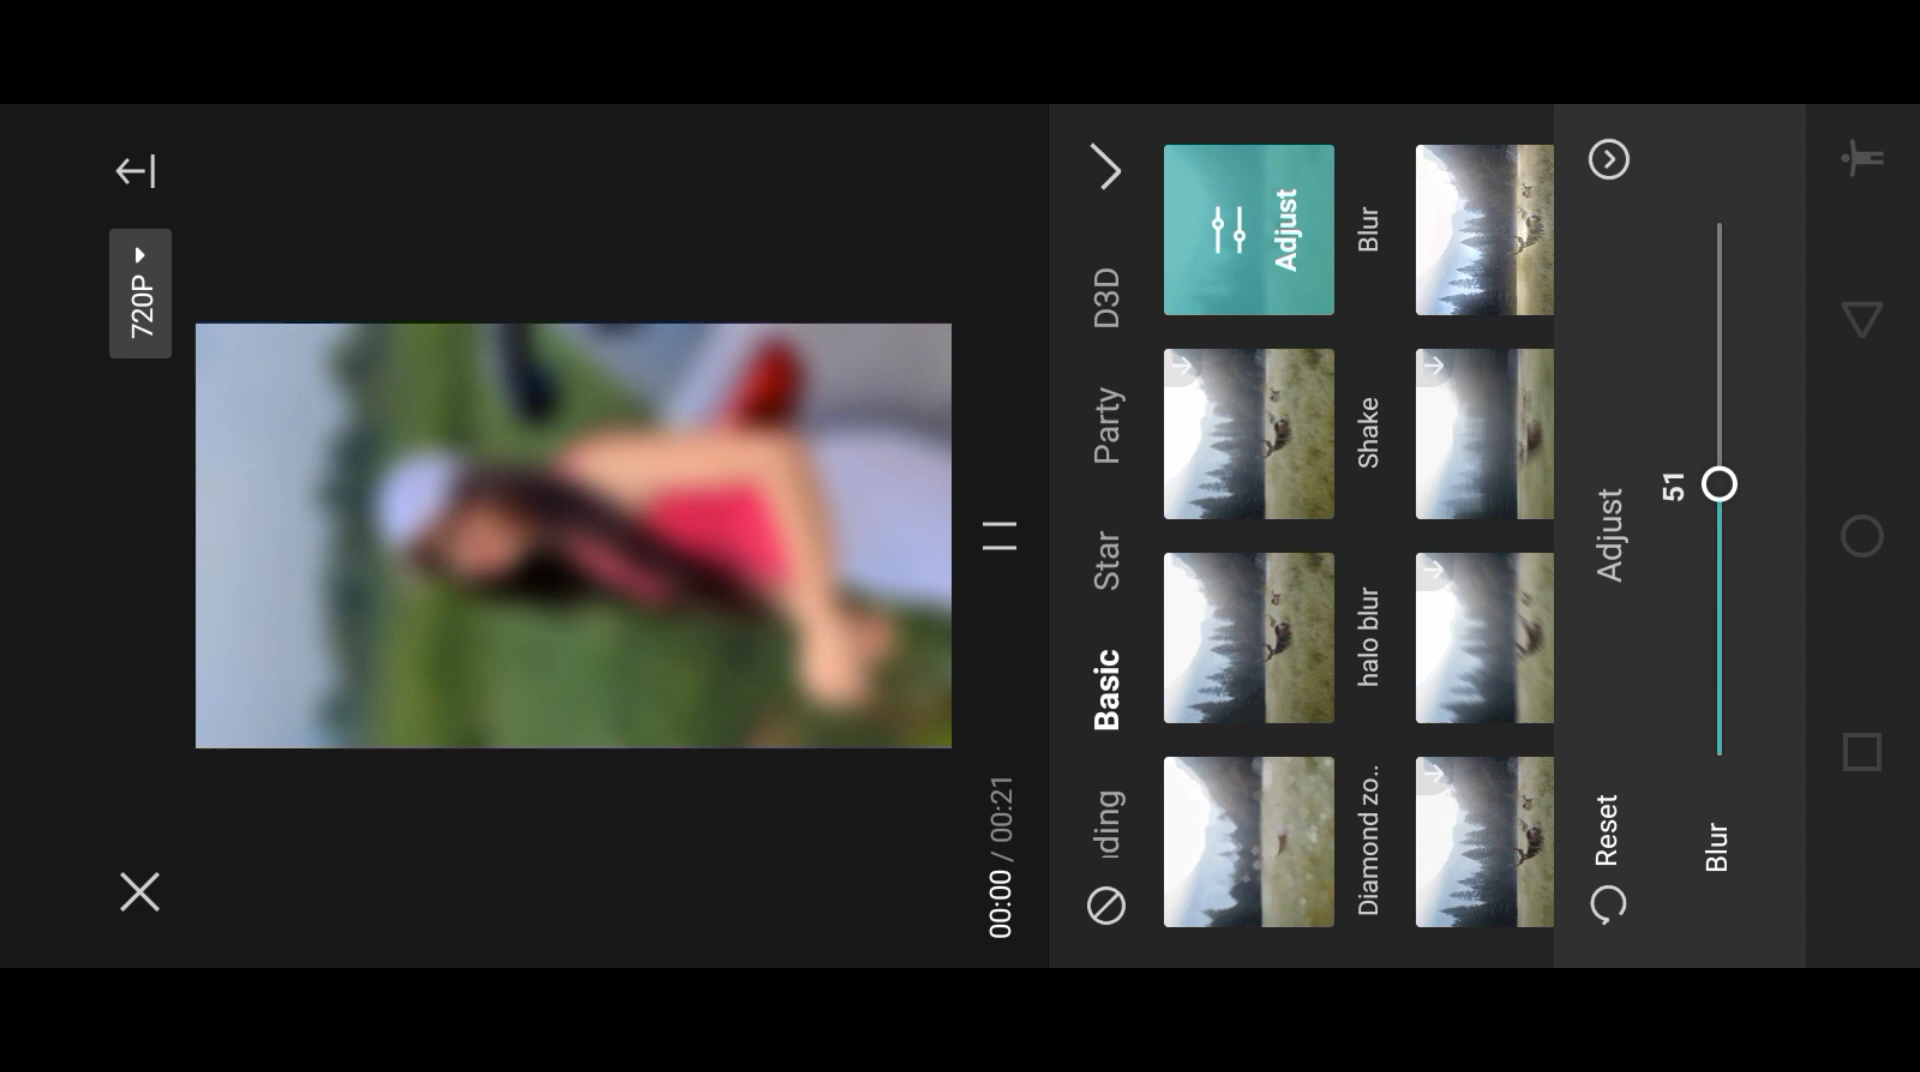 720P
00:00 / 00:21
ding Basic Star Party D3D
Adjust
Diamond zo.. halo blur Shake Blur
Reset Adjust
51
Blur